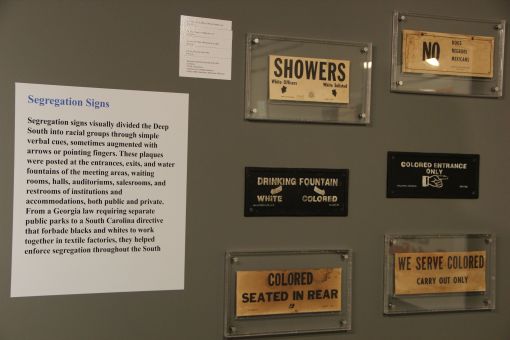 Segregation Signs
Segregation signs visually divided the Deep
South into racial groups through simple
verbal cues, sometimes augmented with
arrows or pointing fingers. These plaques
were posted at the entrances, exits, and water
fountains of the meeting areas, waiting
rooms, halls, auditoriums, salesrooms, and
restrooms of institutions and
accommodations, both public and private.
From a Georgia law requiring separate
public parks to a South Carolina directive
that forbade blacks and whites to work
together in textile factories, they helped
enforce segregation throughout the South
SHOWERS
White Officers White Enlisted
NO
DOGS
NEGROES
MEXICANS
DRINKING FOUNTAIN
WHITE COLORED
COLORED ENTRANCE
ONLY
COLORED
SEATED IN REAR
WE SERVE COLORED
CARRY OUT ONLY